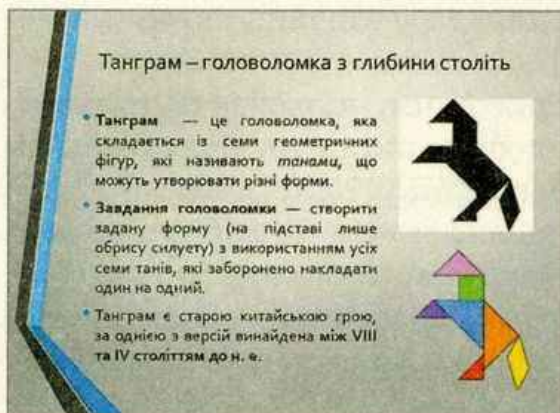 Танграм – головоломка з глибини століть
• Танграм — це головоломка, яка
складається із семи геометричних
фігур, які називають танами, що
можуть утворювати різні форми.
• Завдання головоломки — створити
задану форму (на підставі лише
обрису силуету) з використанням усіх
семи танів, які заборонено накладати
один на одний.
• Танграм є старою китайською грою,
за однією з версій винайдена між VIII
та IV століттям до н. е.